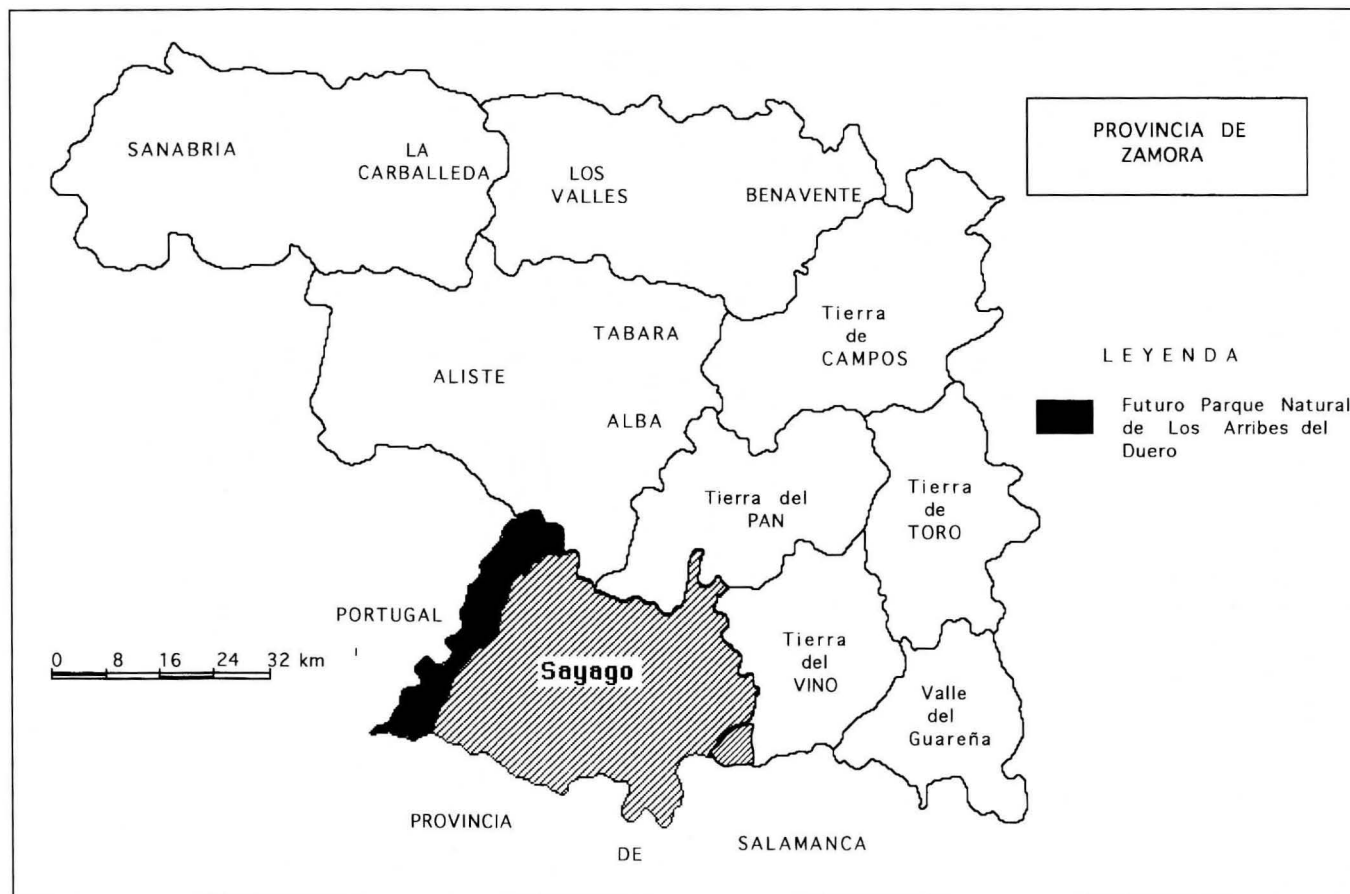 PROVINCIA DE
ZAMORA
SANABRIA
LA
CARBALLEDA
LOS
VALLES
BENAVENTE
Tierra
de
CAMPOS
TABARA
ALISTE
ALBA
LEYENDA
Futuro Parque Natural
de Los Arribes del
Duero
Tierra del
PAN
Tierra
de
TORO
PORTUGAL
0 8 16 24 32 km
Sayago
Tierra
del
VINO
Valle
del
Guareña
PROVINCIA
DE
SALAMANCA